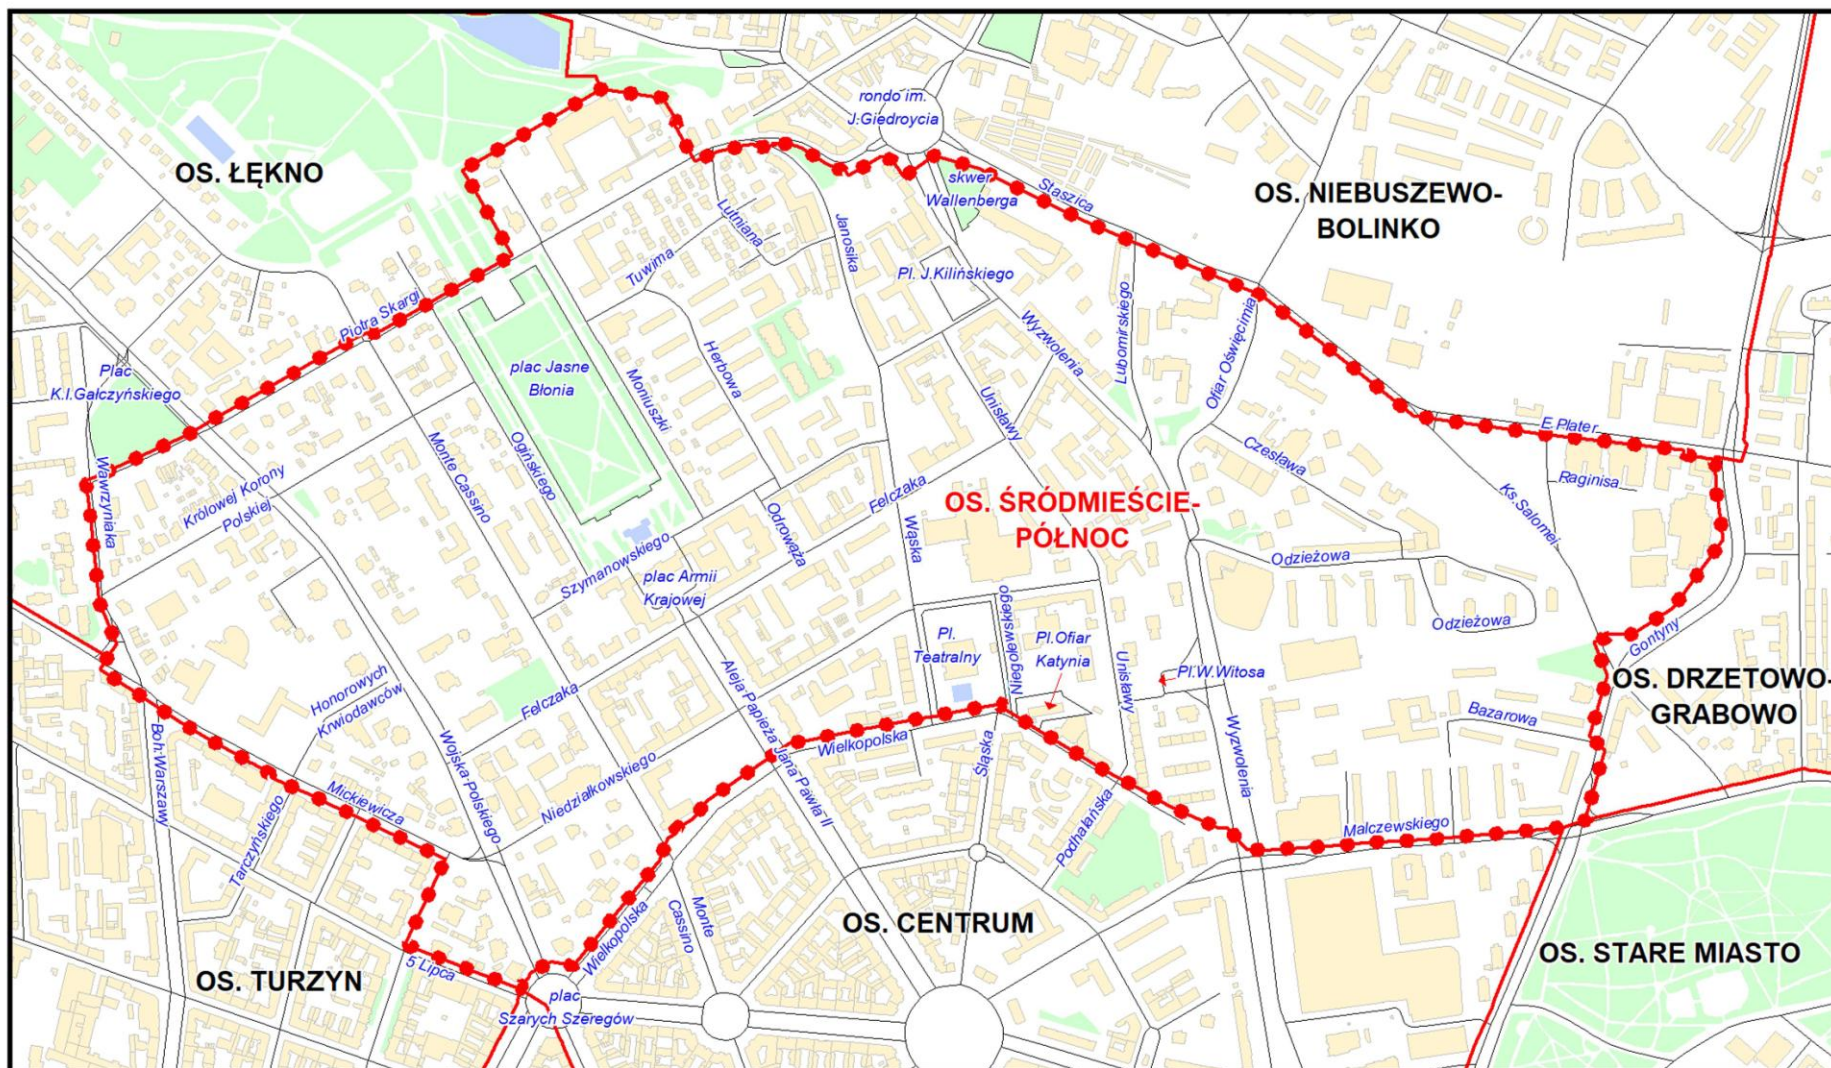 rondo im.
J.Giedroycia
OS. ŁĘKNO
skwer
Wallenberga
Staszica
OS. NIEBUSZEWO-
BOLINKO
Lutniana
Janosika
Tuwima
Pl. J.Kilińskiego
Piotra Skargi
Lubomirskiego
Ofiar Oświęcimia
Wyzwolenia
Plac
K.I.Gałczyńskiego
plac Jasne
Błonia
Moniuszki
Herbowa
Unisławy
E.Plater
Wawrzyniaka
Królowej Korony
Polskiej
Monte Cassino
Ogińskiego
Czesława
Raginisa
Ks.Salomei
Felczaka
Odrowąża
Wąska
OS. ŚRÓDMIEŚCIE-
PÓŁNOC
Szymanowskiego
plac Armii
Krajowej
Odzieżowa
Odzieżowa
Gontyny
Pl.
Teatralny
Niegolewskiego
Pl.Ofiar
Katynia
Unisławy
Pl.W.Witosa
OS. DRZETOWO-
GRABOWO
Honorowych
Krwiodawców
Felczaka
Aleja Papieża Jana Pawła II
Wielkopolska
Śląska
Bazarowa
Boh.Warszawy
Wojska Polskiego
Niedziałkowskiego
Wyzwolenia
Mickiewicza
Tarczyńskiego
Podhalańska
Malczewskiego
Monte
Cassino
Wielkopolska
OS. CENTRUM
OS. STARE MIASTO
OS. TURZYN
5 Lipca
plac
Szarych Szeregów